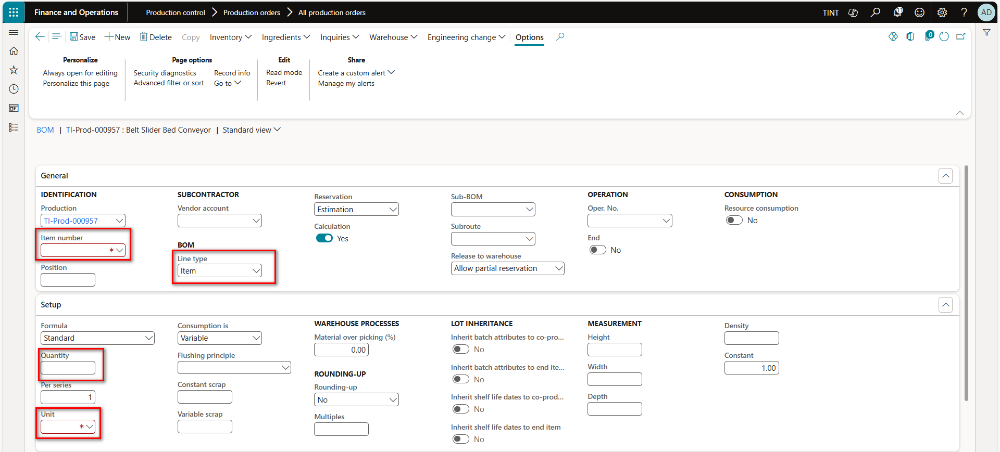 Finance and Operations
Production control > Production orders > All production orders
TINT
11
?
AD
Save New Delete Copy Inventory Ingredients Inquiries Warehouse Engineering change Options
0
Personalize
Always open for editing
Personalize this page
Page options
Security diagnostics Record info
Advanced filter or sort Go to
Edit
Read mode
Revert
Share
Create a custom alert
Manage my alerts
BOM | TI-Prod-000957 : Belt Slider Bed Conveyor | Standard view
General
IDENTIFICATION
Production
TI-Prod-000957
Item number
*
Position
SUBCONTRACTOR
Vendor account
BOM
Line type
Item
Reservation
Estimation
Calculation
Yes
Sub-BOM
Subroute
Release to warehouse
Allow partial reservation
OPERATION
Oper. No.
End
No
CONSUMPTION
Resource consumption
No
Setup
Formula
Standard
Quantity
Per series
1
Unit
*
Consumption is
Variable
Flushing principle
Constant scrap
Variable scrap
WAREHOUSE PROCESSES
Material over picking (%)
0.00
ROUNDING-UP
Rounding-up
No
Multiples
LOT INHERITANCE
Inherit batch attributes to co-pro...
No
Inherit batch attributes to end ite...
No
Inherit shelf life dates to co-prod...
No
Inherit shelf life dates to end item
No
MEASUREMENT
Height
Width
Depth
Density
Constant
1.00